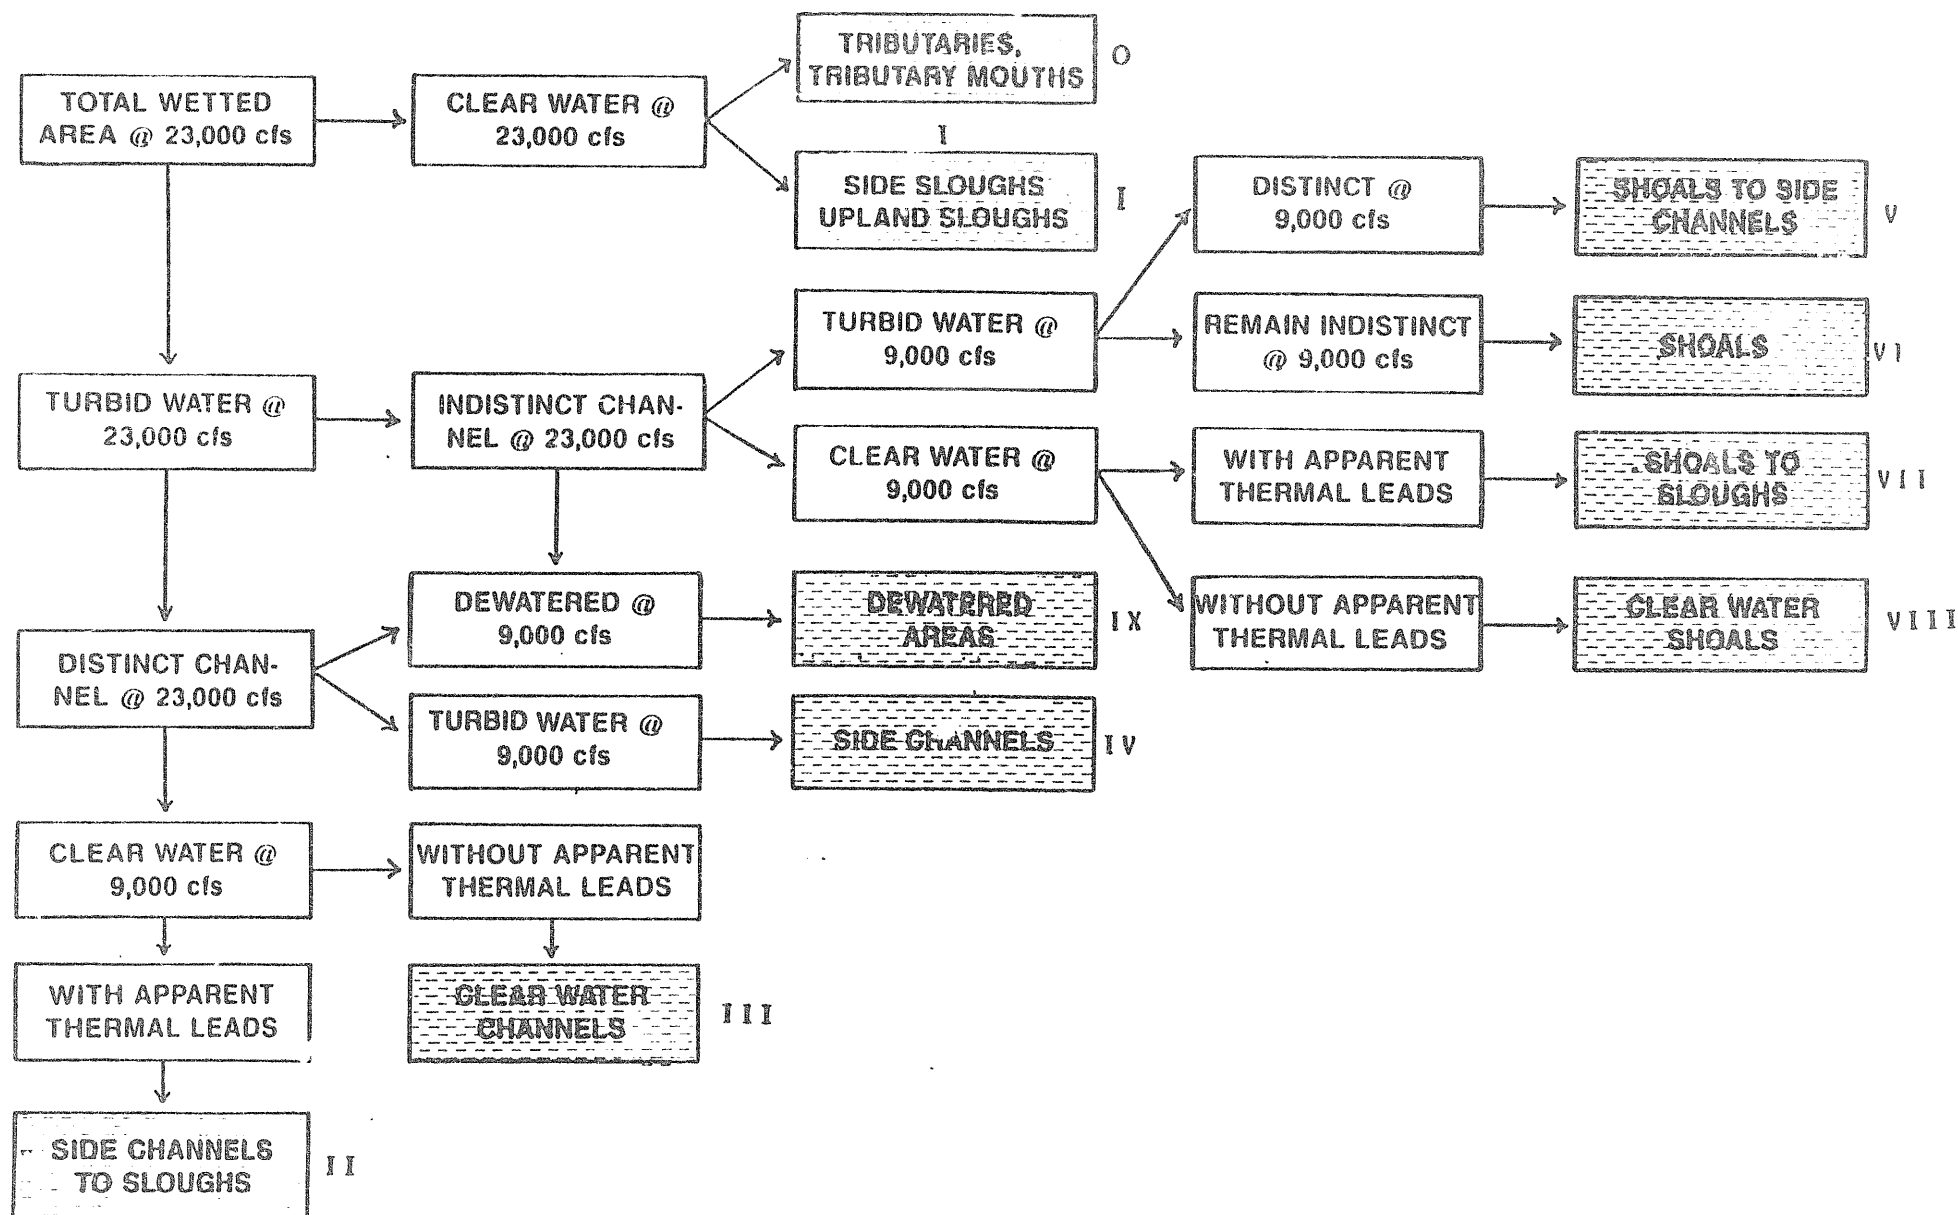 TRIBUTARIES,
TRIBUTARY MOUTHS
O
TOTAL WETTED
AREA @ 23,000 cfs
CLEAR WATER @
23,000 cfs
I
SIDE SLOUGHS
UPLAND SLOUGHS
I
DISTINCT @
9,000 cfs
SHOALS TO SIDE
CHANNELS
V
TURBID WATER @
9,000 cfs
REMAIN INDISTINCT
@ 9,000 cfs
SHOALS
VI
TURBID WATER @
23,000 cfs
INDISTINCT CHAN-
NEL @ 23,000 cfs
CLEAR WATER @
9,000 cfs
WITH APPARENT
THERMAL LEADS
SHOALS TO
SLOUGHS
VII
DEWATERED @
9,000 cfs
DEWATERED
AREAS
IX
WITHOUT APPARENT
THERMAL LEADS
CLEAR WATER
SHOALS
VIII
DISTINCT CHAN-
NEL @ 23,000 cfs
TURBID WATER @
9,000 cfs
SIDE CHANNELS
IV
CLEAR WATER @
9,000 cfs
WITHOUT APPARENT
THERMAL LEADS
WITH APPARENT
THERMAL LEADS
CLEAR WATER
CHANNELS
III
SIDE CHANNELS
TO SLOUGHS
II